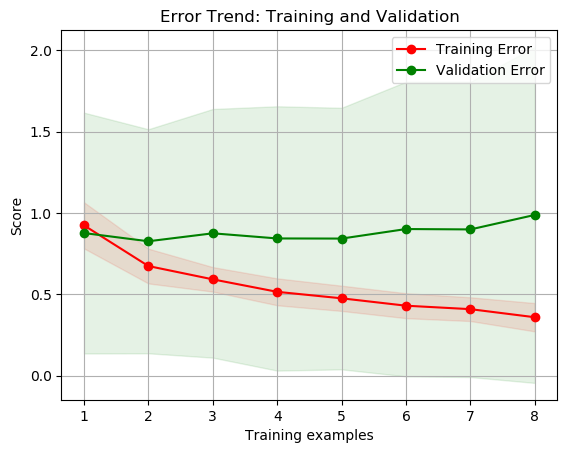 Error Trend: Training and Validation
Training Error
Validation Error
2.0
1.5
1.0
0.5
0.0
Score
1 2 3 4 5 6 7 8
Training examples